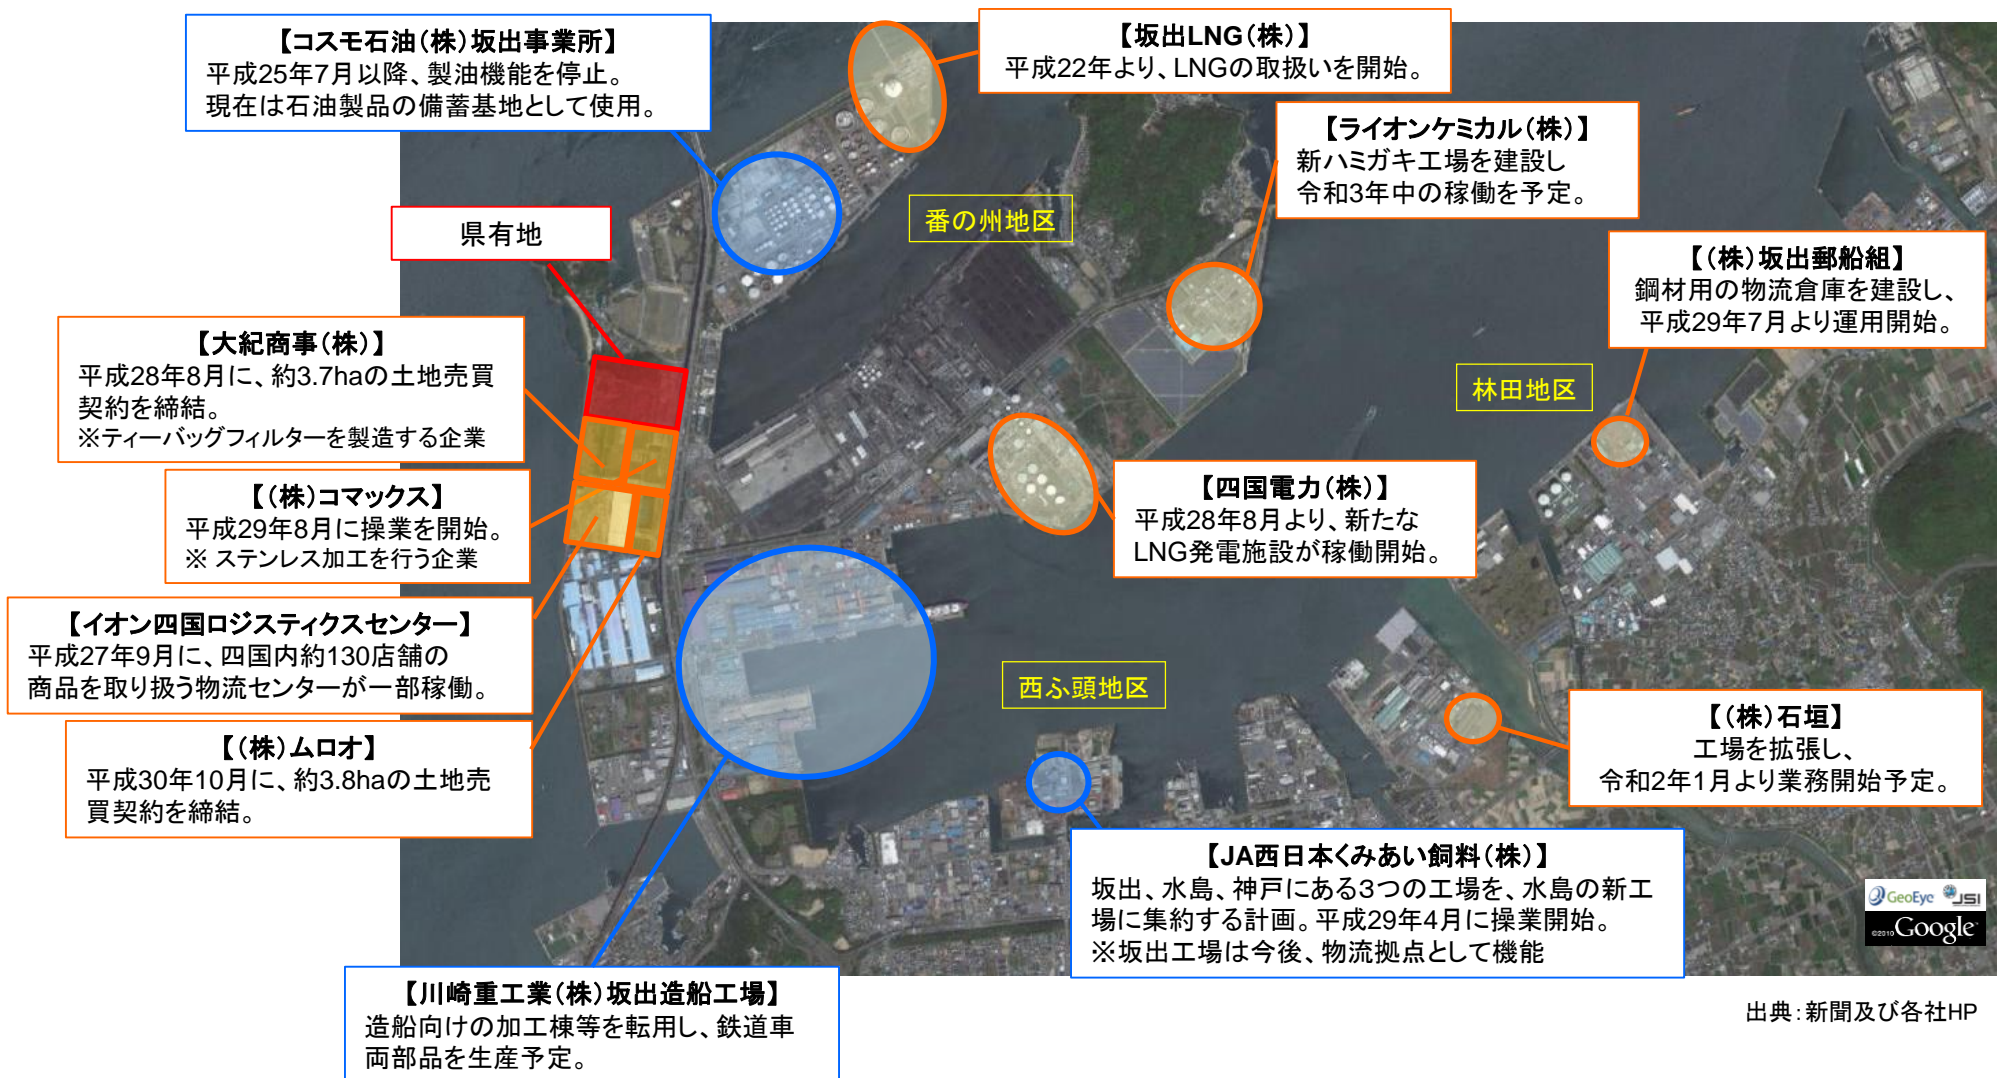 【コスモ石油(株)坂出事業所】
平成25年7月以降、製油機能を停止。
現在は石油製品の備蓄基地として使用。
【坂出LNG(株)】
平成22年より、LNGの取扱いを開始。
【ライオンケミカル(株)】
新ハミガキ工場を建設し
令和3年中の稼働を予定。
番の州地区
県有地
【(株)坂出郵船組】
鋼材用の物流倉庫を建設し、
平成29年7月より運用開始。
【大紀商事(株)】
平成28年8月に、約3.7haの土地売買
契約を締結。
※ティーバッグフィルターを製造する企業
林田地区
【(株)コマックス】
平成29年8月に操業を開始。
※ ステンレス加工を行う企業
【四国電力(株)】
平成28年8月より、新たな
LNG発電施設が稼働開始。
【イオン四国ロジスティクスセンター】
平成27年9月に、四国内約130店舗の
商品を取り扱う物流センターが一部稼働。
西ふ頭地区
【(株)ムロオ】
平成30年10月に、約3.8haの土地売
買契約を締結。
【(株)石垣】
工場を拡張し、
令和2年1月より業務開始予定。
【JA西日本くみあい飼料(株)】
坂出、水島、神戸にある3つの工場を、水島の新工
場に集約する計画。平成29年4月に操業開始。
※坂出工場は今後、物流拠点として機能
GeoEye JSI
©2010 Google
【川崎重工業(株)坂出造船工場】
造船向けの加工棟等を転用し、鉄道車
両部品を生産予定。
出典:新聞及び各社HP